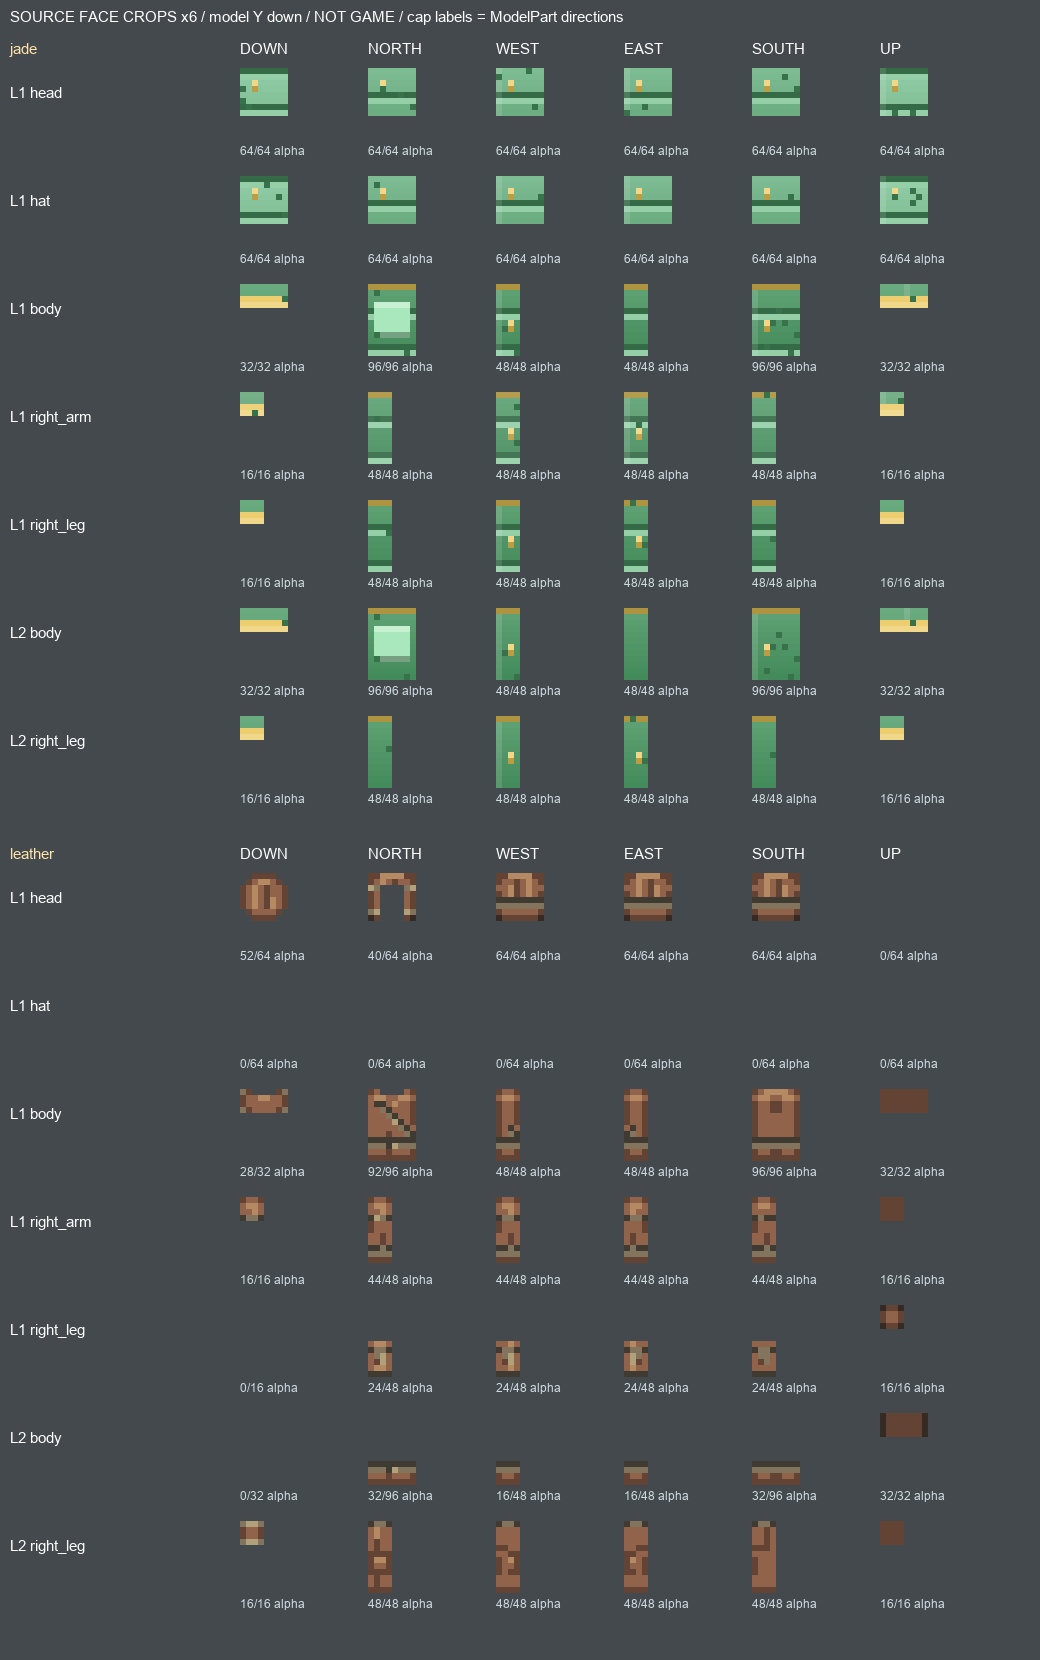 SOURCE FACE CROPS x6 / model Y down / NOT GAME / cap labels = ModelPart directions
jade DOWN NORTH WEST EAST SOUTH UP
L1 head
64/64 alpha 64/64 alpha 64/64 alpha 64/64 alpha 64/64 alpha 64/64 alpha
L1 hat
64/64 alpha 64/64 alpha 64/64 alpha 64/64 alpha 64/64 alpha 64/64 alpha
L1 body
32/32 alpha 96/96 alpha 48/48 alpha 48/48 alpha 96/96 alpha 32/32 alpha
L1 right_arm
16/16 alpha 48/48 alpha 48/48 alpha 48/48 alpha 48/48 alpha 16/16 alpha
L1 right_leg
16/16 alpha 48/48 alpha 48/48 alpha 48/48 alpha 48/48 alpha 16/16 alpha
L2 body
32/32 alpha 96/96 alpha 48/48 alpha 48/48 alpha 96/96 alpha 32/32 alpha
L2 right_leg
16/16 alpha 48/48 alpha 48/48 alpha 48/48 alpha 48/48 alpha 16/16 alpha
leather DOWN NORTH WEST EAST SOUTH UP
L1 head
52/64 alpha 40/64 alpha 64/64 alpha 64/64 alpha 64/64 alpha 0/64 alpha
L1 hat
0/64 alpha 0/64 alpha 0/64 alpha 0/64 alpha 0/64 alpha 0/64 alpha
L1 body
28/32 alpha 92/96 alpha 48/48 alpha 48/48 alpha 96/96 alpha 32/32 alpha
L1 right_arm
16/16 alpha 44/48 alpha 44/48 alpha 44/48 alpha 44/48 alpha 16/16 alpha
L1 right_leg
0/16 alpha 24/48 alpha 24/48 alpha 24/48 alpha 24/48 alpha 16/16 alpha
L2 body
0/32 alpha 32/96 alpha 16/48 alpha 16/48 alpha 32/96 alpha 32/32 alpha
L2 right_leg
16/16 alpha 48/48 alpha 48/48 alpha 48/48 alpha 48/48 alpha 16/16 alpha